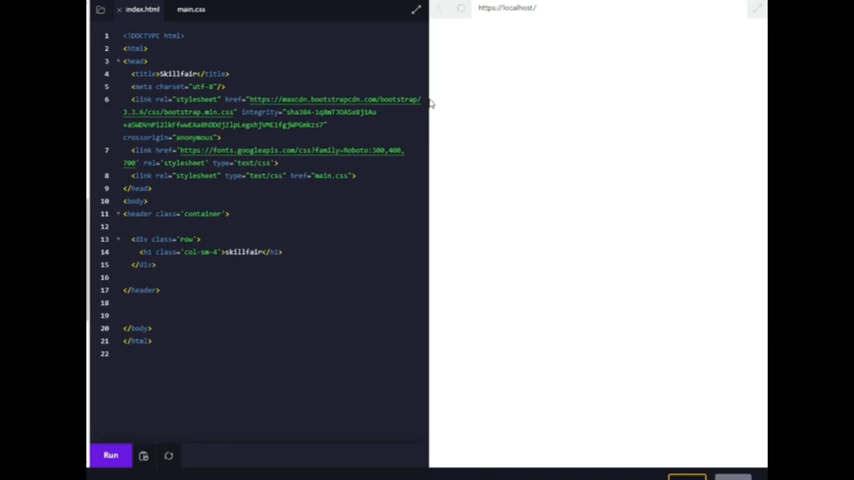 index.html
main.css
https://localhost/
1 <!DOCTYPE html>
2 <html>
3 <head>
4 <title>Skillfair</title>
5 <meta charset="utf-8"/>
6 <link rel="stylesheet" href="https://maxcdn.bootstrapcdn.com/bootstrap/
3.3.6/css/bootstrap.min.css" integrity="
crossorigin="anonymous">
7 <link href='https://fonts.googleapis.com/css?family=Roboto:300,400,
700' rel='stylesheet' type='text/css'>
8 <link rel="stylesheet" type="text/css" href="main.css">
9 </head>
10 <body>
11 <header class='container'>
12
13 <div class='row'>
14 <h1 class='col-sm-4'>skillfair</h1>
15 </div>
16
17 </header>
18
19
20 </body>
21 </html>
22
Run